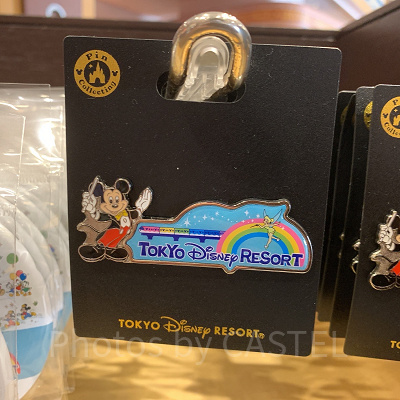 Pin
Collecting
TOKYO Disney RESORT
TOKYO Disney RESORT®
Photos by CASTEL